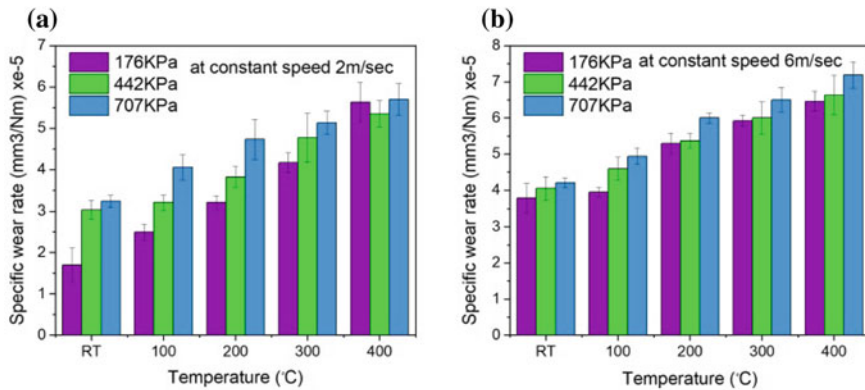 (a)
7
6
5
4
3
2
1
0
Specific wear rate (mm3/Nm) xe-5
176KPa
442KPa
707KPa
at constant speed 2m/sec
RT 100 200 300 400
Temperature (°C)
(b)
8
7
6
5
4
3
2
1
0
Specific wear rate (mm3/Nm) xe-5
176KPa
442KPa
707KPa
at constant speed 6m/sec
RT 100 200 300 400
Temperature (°C)